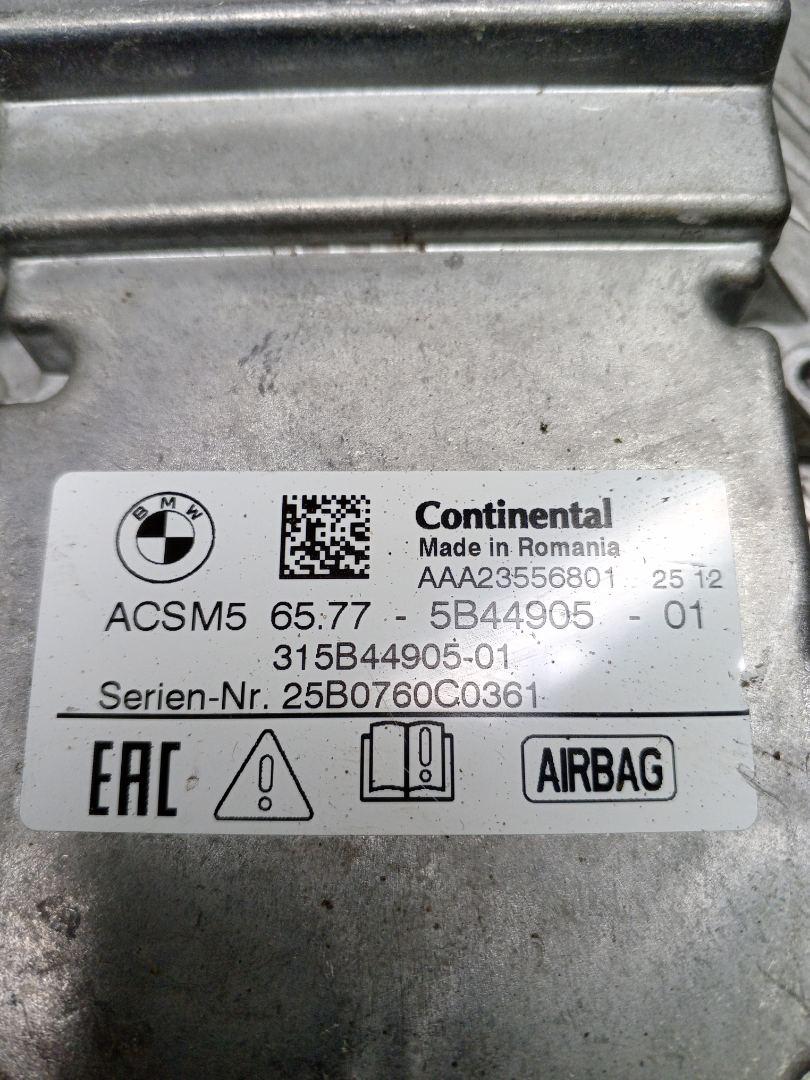 BMW
Continental
Made in Romania
AAA23556801 25 12
ACSM5 65.77 - 5B44905 - 01
315B44905-01
Serien-Nr. 25B0760C0361
EAC
AIRBAG